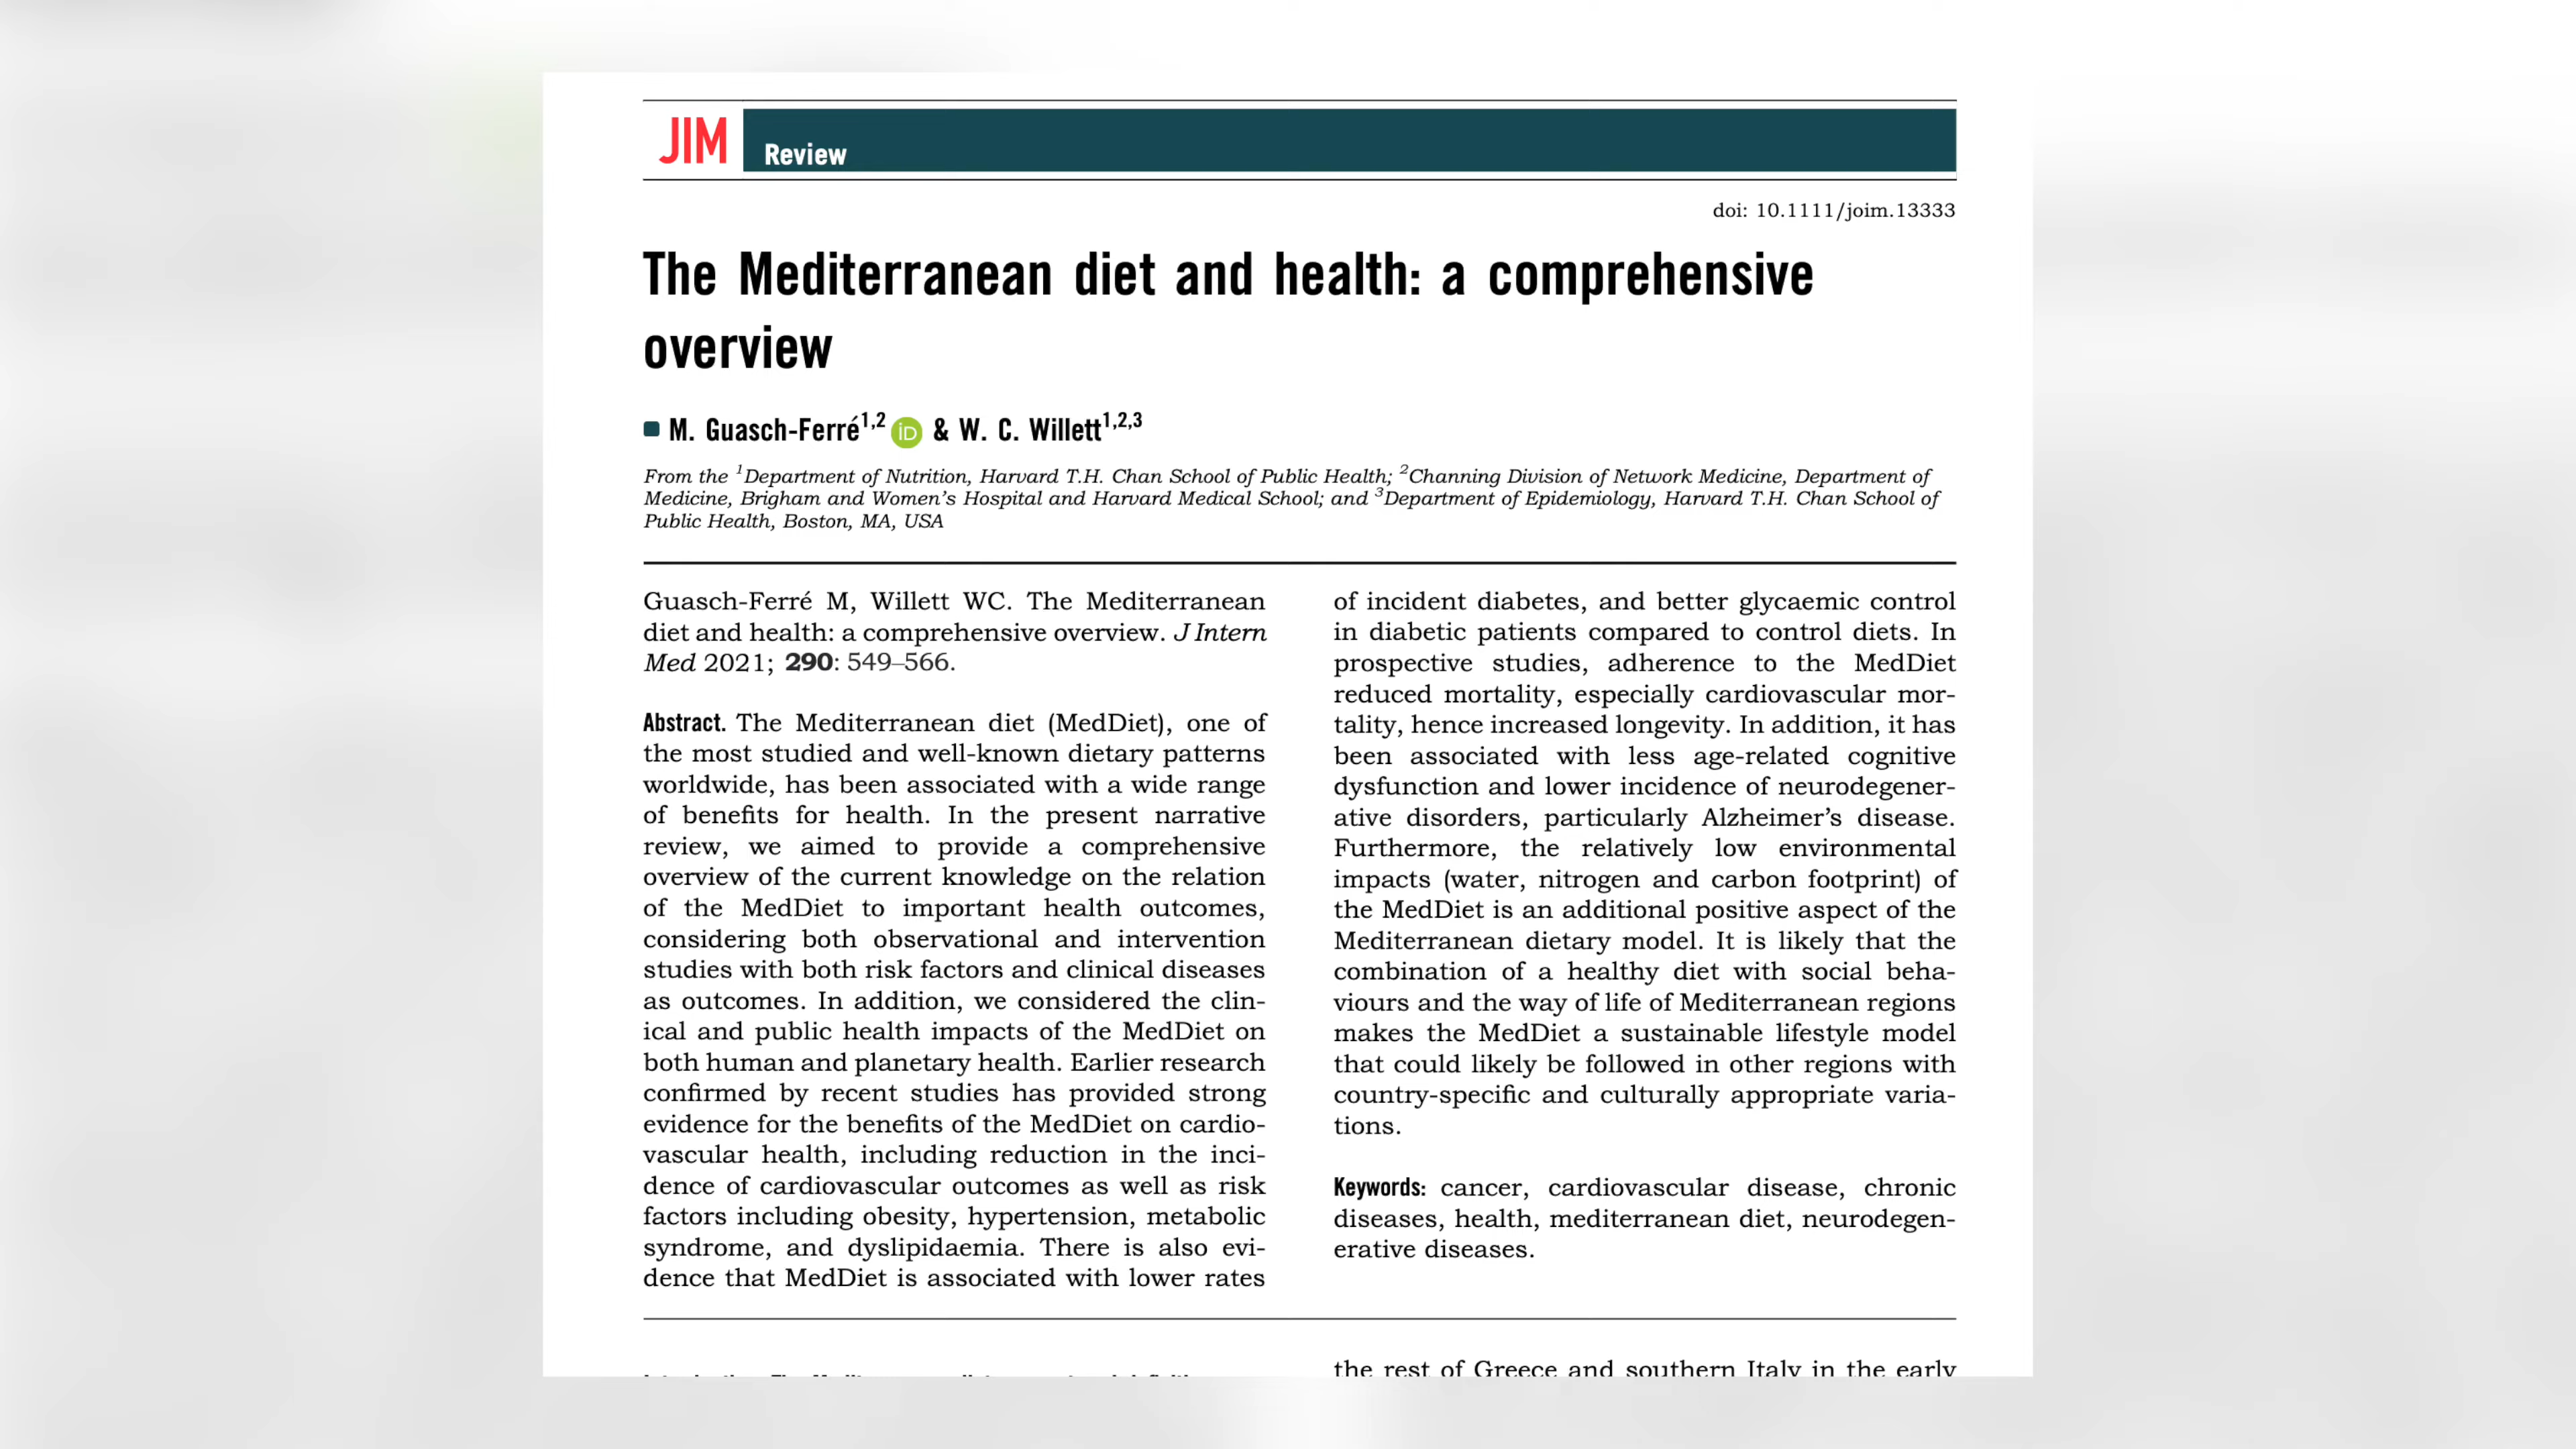 JIM Review
doi: 10.1111/joim.13333
The Mediterranean diet and health: a comprehensive
overview
M. Guasch-Ferré1,2 iD & W. C. Willett1,2,3
From the 1Department of Nutrition, Harvard T.H. Chan School of Public Health; 2Channing Division of Network Medicine, Department of
Medicine, Brigham and Women's Hospital and Harvard Medical School; and 3Department of Epidemiology, Harvard T.H. Chan School of
Public Health, Boston, MA, USA
Guasch-Ferré M, Willett WC. The Mediterranean
diet and health: a comprehensive overview. J Intern
Med 2021; 290: 549–566.
Abstract. The Mediterranean diet (MedDiet), one of
the most studied and well-known dietary patterns
worldwide, has been associated with a wide range
of benefits for health. In the present narrative
review, we aimed to provide a comprehensive
overview of the current knowledge on the relation
of the MedDiet to important health outcomes,
considering both observational and intervention
studies with both risk factors and clinical diseases
as outcomes. In addition, we considered the clin-
ical and public health impacts of the MedDiet on
both human and planetary health. Earlier research
confirmed by recent studies has provided strong
evidence for the benefits of the MedDiet on cardio-
vascular health, including reduction in the inci-
dence of cardiovascular outcomes as well as risk
factors including obesity, hypertension, metabolic
syndrome, and dyslipidaemia. There is also evi-
dence that MedDiet is associated with lower rates
of incident diabetes, and better glycaemic control
in diabetic patients compared to control diets. In
prospective studies, adherence to the MedDiet
reduced mortality, especially cardiovascular mor-
tality, hence increased longevity. In addition, it has
been associated with less age-related cognitive
dysfunction and lower incidence of neurodegener-
ative disorders, particularly Alzheimer's disease.
Furthermore, the relatively low environmental
impacts (water, nitrogen and carbon footprint) of
the MedDiet is an additional positive aspect of the
Mediterranean dietary model. It is likely that the
combination of a healthy diet with social beha-
viours and the way of life of Mediterranean regions
makes the MedDiet a sustainable lifestyle model
that could likely be followed in other regions with
country-specific and culturally appropriate varia-
tions.
Keywords: cancer, cardiovascular disease, chronic
diseases, health, mediterranean diet, neurodegen-
erative diseases.
the rest of Greece and southern Italy in the early